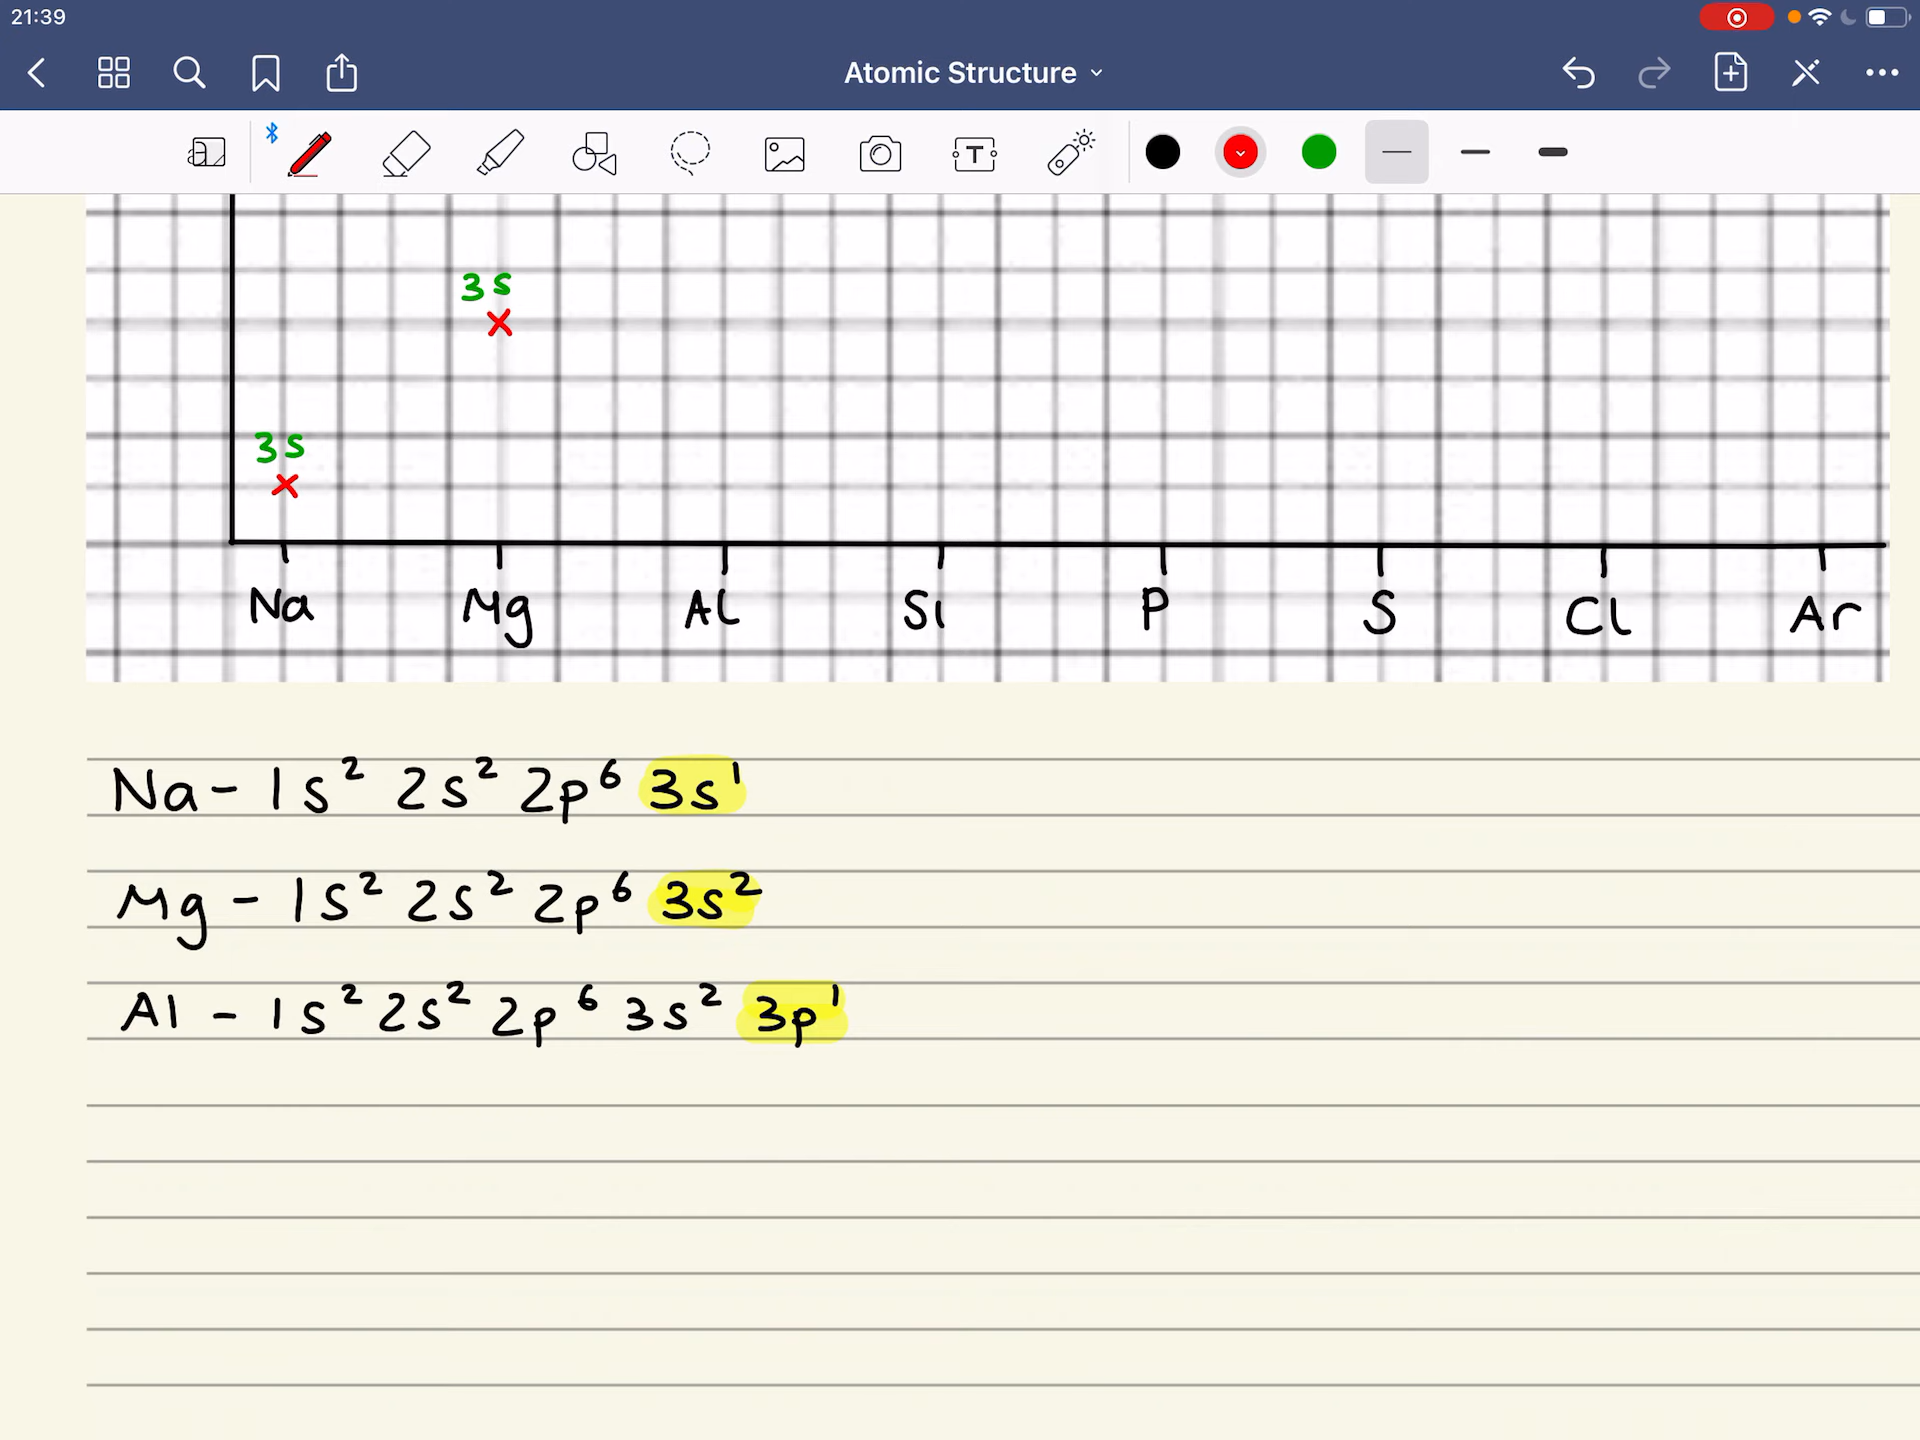 21:39
Atomic Structure
3s
3s
Na Mg Al Si P S Cl Ar
Na - 1s² 2s² 2p⁶ 3s¹
Mg - 1s² 2s² 2p⁶ 3s²
Al - 1s² 2s² 2p⁶ 3s² 3p¹